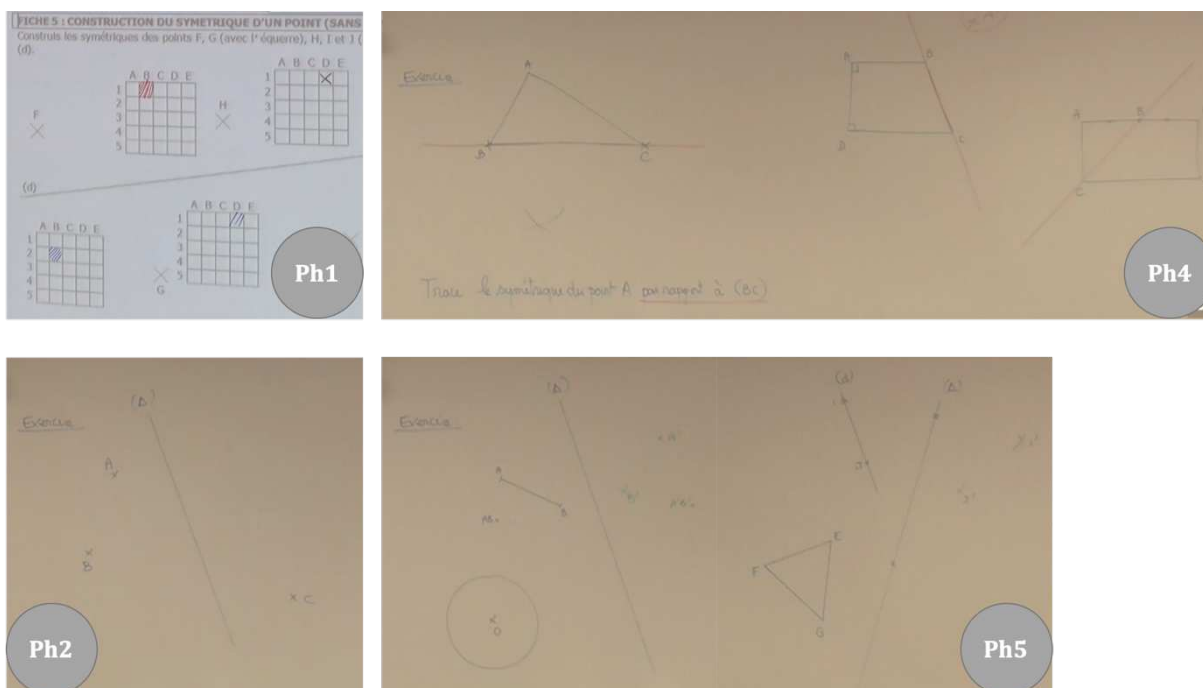 FICHE 5 : CONSTRUCTION DU SYMETRIQUE D'UN POINT (SANS
Construis les symétriques des points F, G (avec l'équerre), H, I et J (
(d).
A B C D E
1
2
3
4
5
A B C D E
1
2
3
4
5
F
H
(d)
A B C D E
1
2
3
4
5
A B C D E
1
2
3
4
5
G
Ph1
Exercice
A
B
C
A
B
D
C
A
B
C
Trace le symétrique du point A par rapport à (BC)
Ph4
Exercice
(Δ)
A
B
C
Ph2
Exercice
(Δ)
A
B
A'
B'
O
(Δ)
(Δ)
E
F
G
Ph5